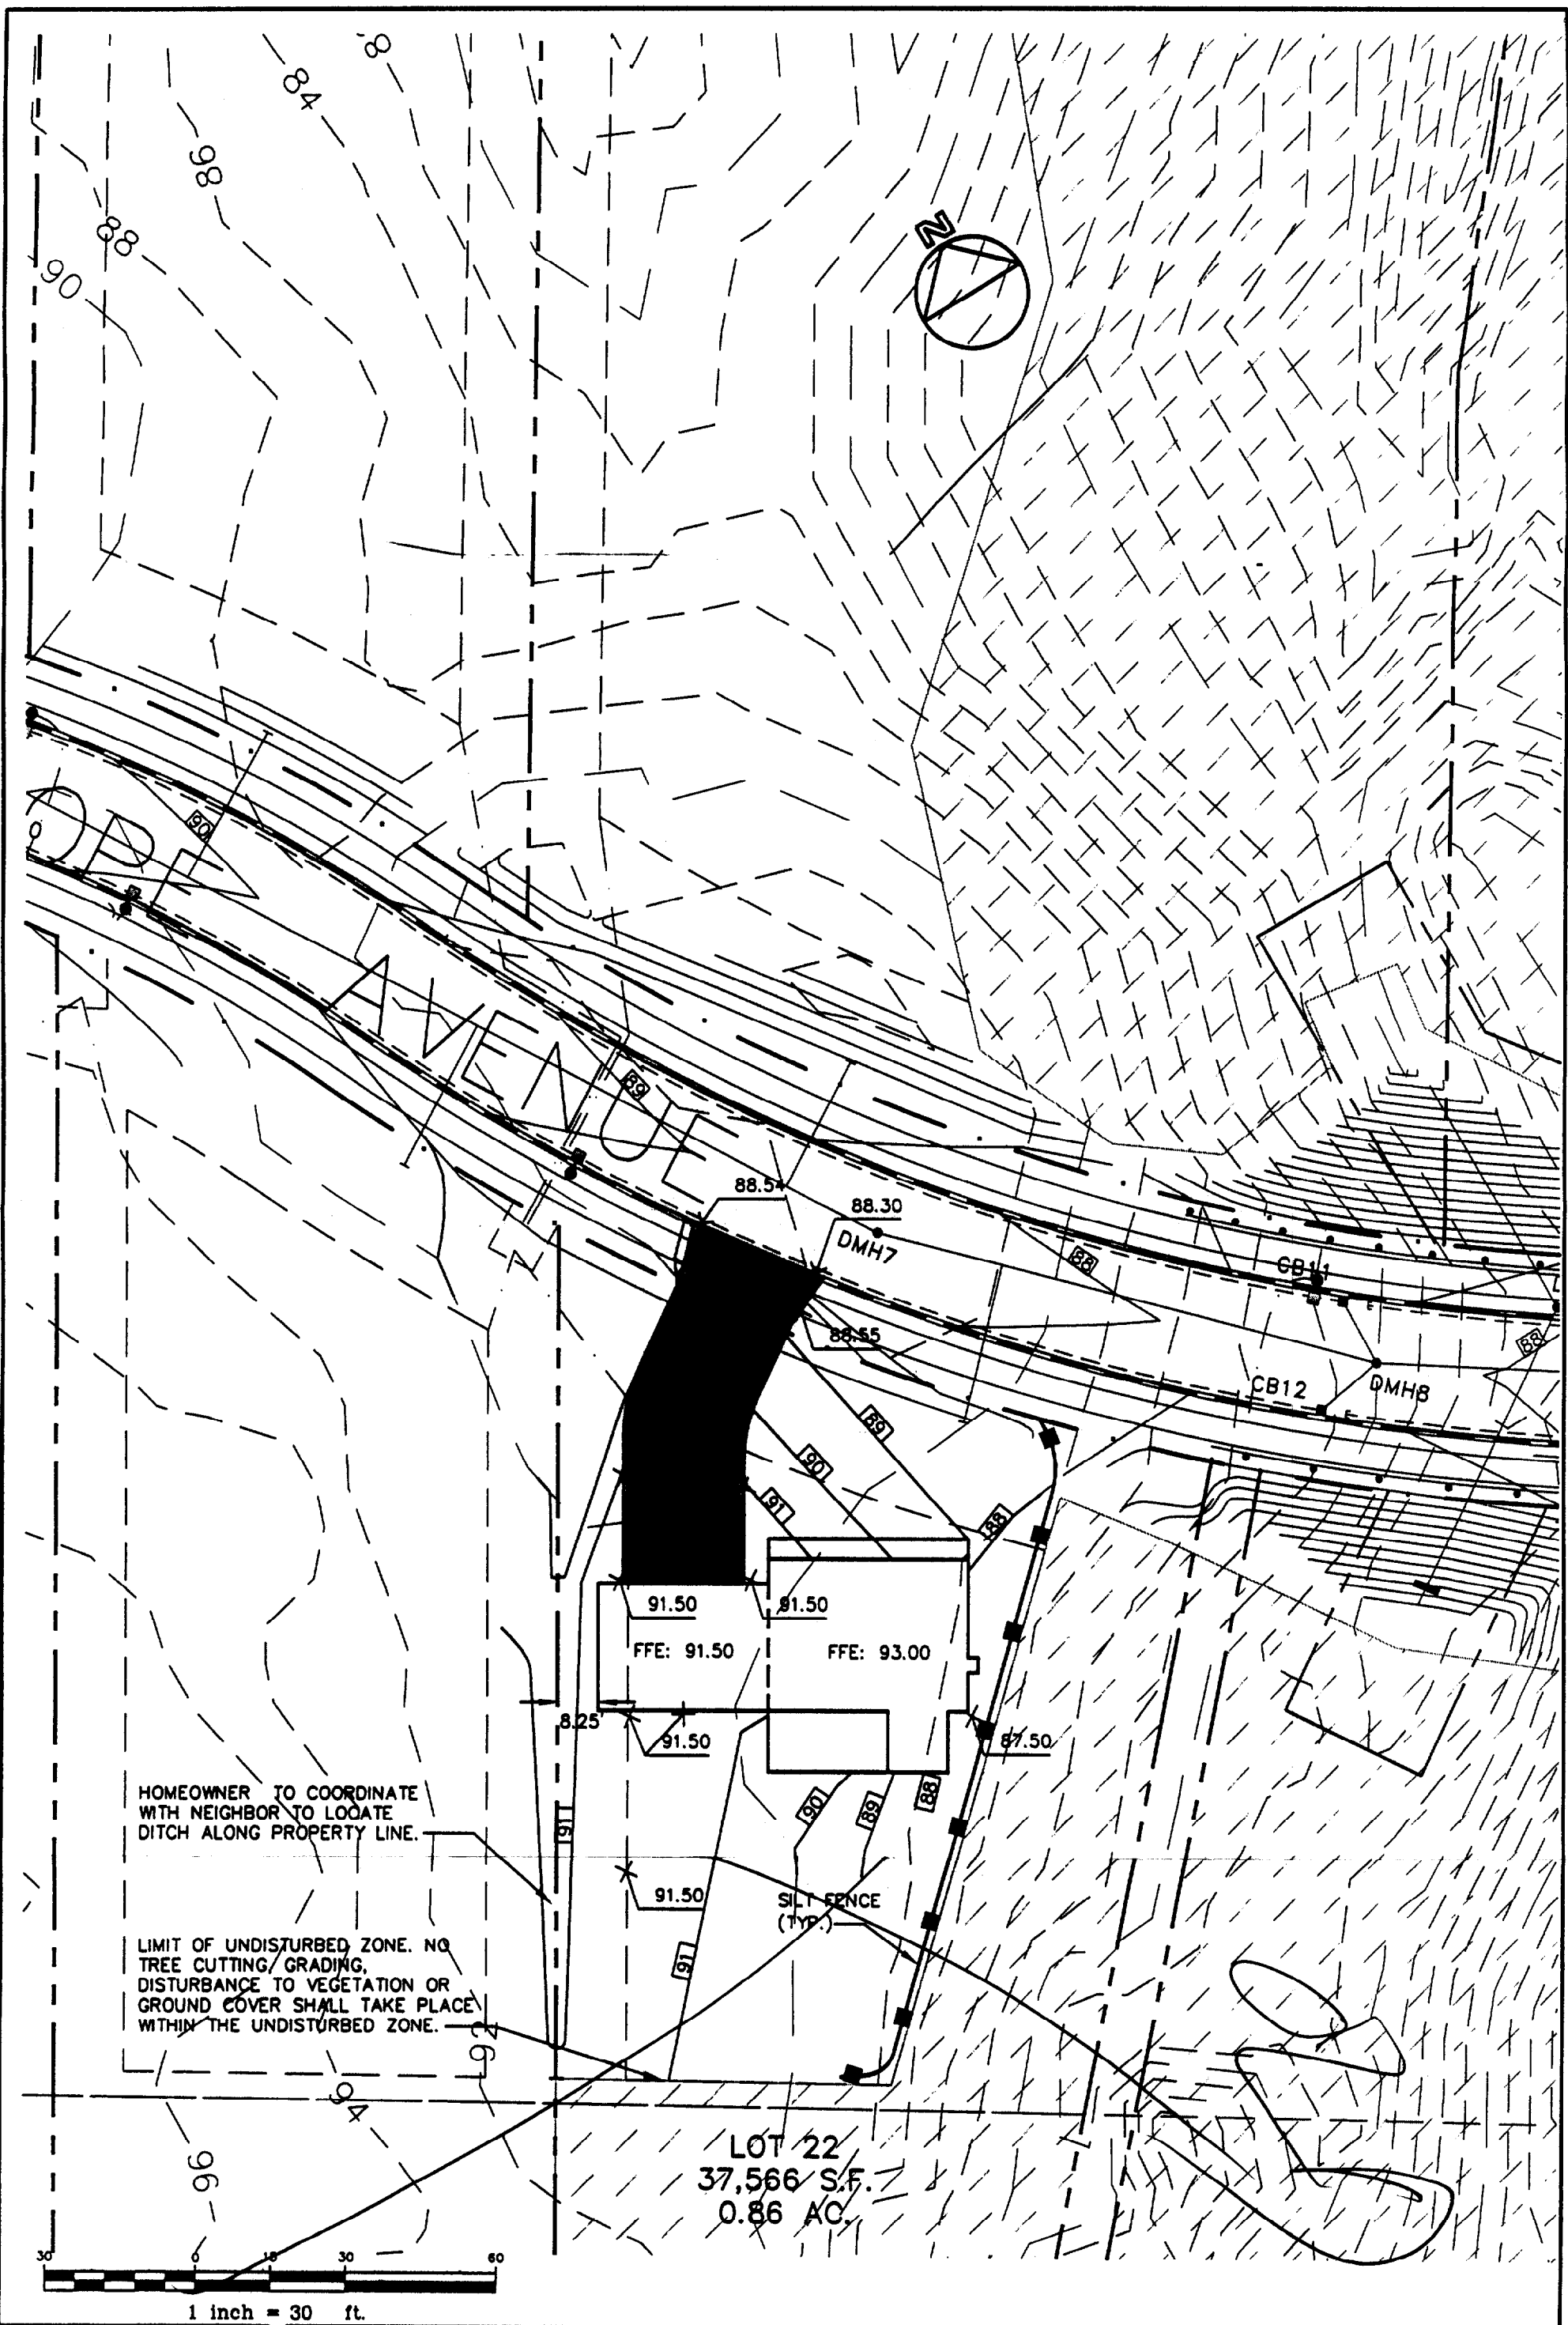 8
84
86
88
90
N
90
OPE
AVENUE
89
88.54
88.30
DMH7
88
CB11
88.55
88
CB12
DMH8
89
90
91
88
91.50
91.50
FFE: 91.50
FFE: 93.00
8.25'
91.50
87.50
HOMEOWNER TO COORDINATE
WITH NEIGHBOR TO LOCATE
DITCH ALONG PROPERTY LINE.
91
90
89
88
91.50
SILT FENCE
(TYP.)
LIMIT OF UNDISTURBED ZONE. NO
TREE CUTTING, GRADING,
DISTURBANCE TO VEGETATION OR
GROUND COVER SHALL TAKE PLACE
WITHIN THE UNDISTURBED ZONE.
91
92
94
96
LOT 22
37,566 S.F.
0.86 AC.
30 0 15 30 60
1 inch = 30 ft.